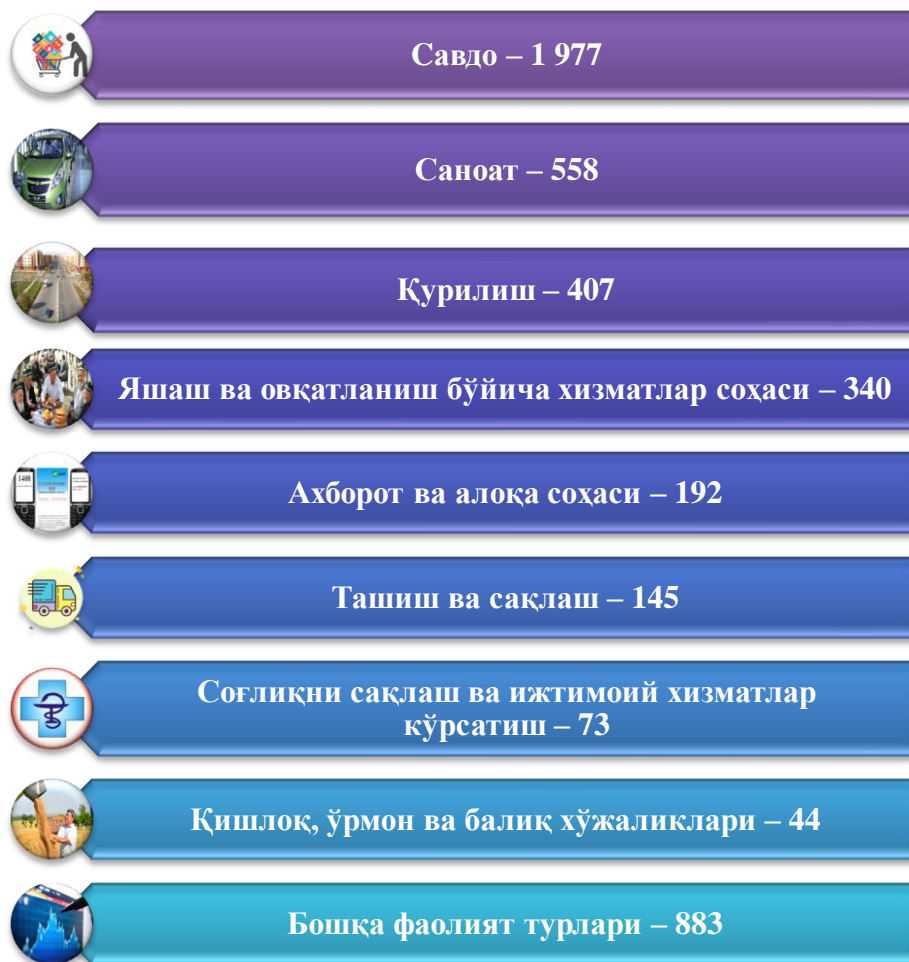 Савдо – 1 977
Саноат – 558
Қурилиш – 407
Яшаш ва овқатланиш бўйича хизматлар соҳаси – 340
1400
Ахборот ва алоқа соҳаси – 192
Ташиш ва сақлаш – 145
Соғлиқни сақлаш ва ижтимоий хизматлар
кўрсатиш – 73
Қишлоқ, ўрмон ва балиқ хўжаликлари – 44
Бошқа фаолият турлари – 883